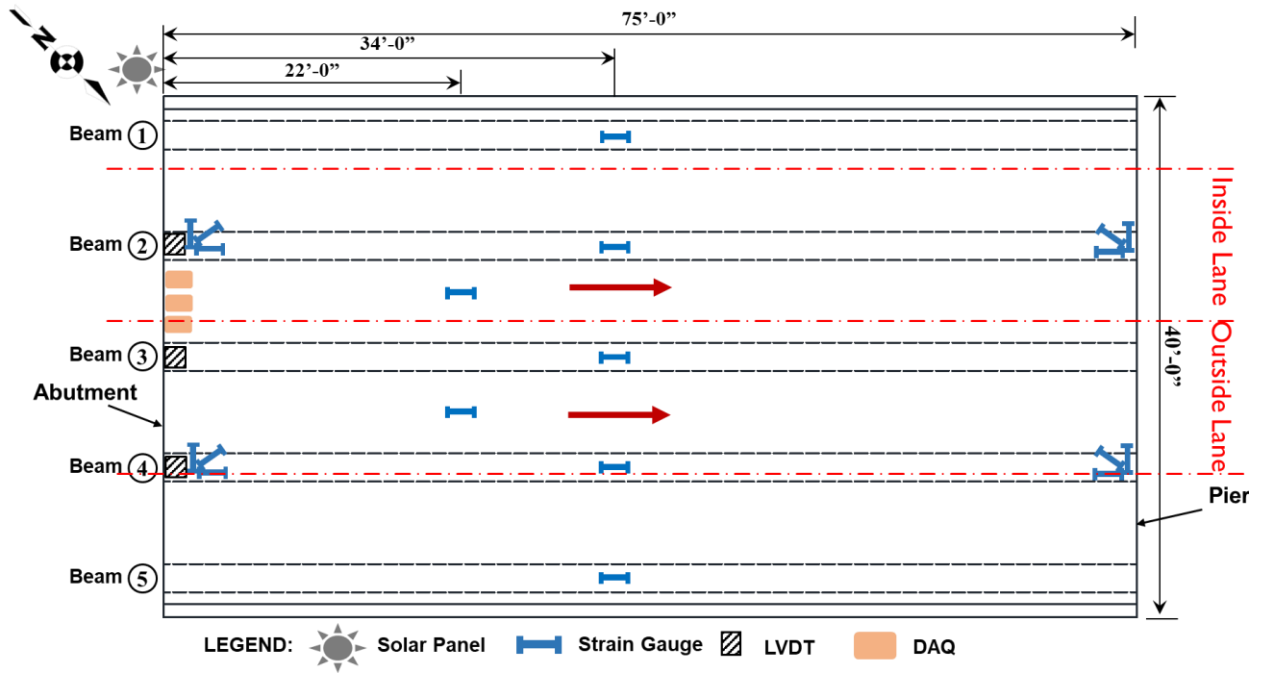 75’-0”
34’-0”
22’-0”
N
Beam 1
Beam 2
Beam 3
Beam 4
Beam 5
Abutment
Inside Lane
Outside Lane
40’-0”
Pier
LEGEND: Solar Panel Strain Gauge LVDT DAQ